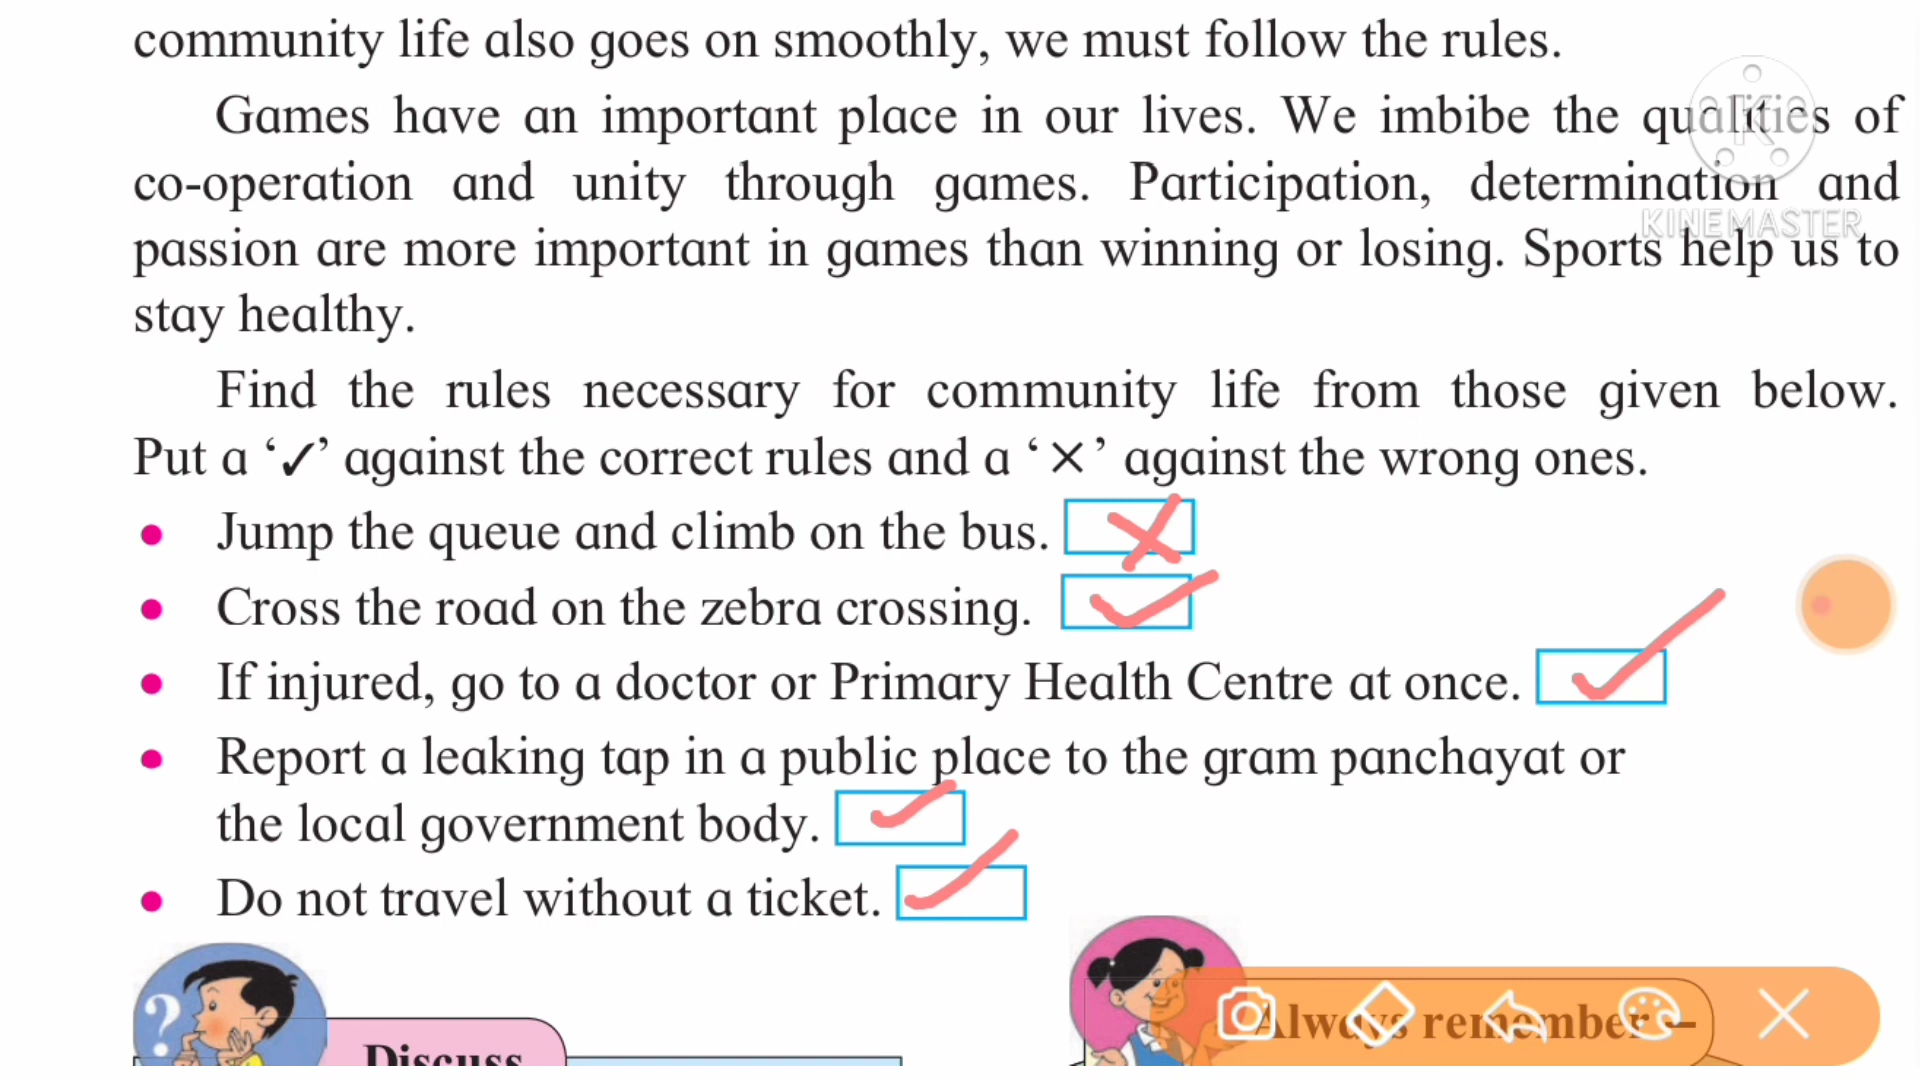 community life also goes on smoothly, we must follow the rules.
Games have an important place in our lives. We imbibe the qualities of
co-operation and unity through games. Participation, determination and
passion are more important in games than winning or losing. Sports help us to
stay healthy.
KINEMASTER
Find the rules necessary for community life from those given below.
Put a ‘✓’ against the correct rules and a ‘×’ against the wrong ones.
• Jump the queue and climb on the bus. ×
• Cross the road on the zebra crossing. ✓
• If injured, go to a doctor or Primary Health Centre at once. ✓
• Report a leaking tap in a public place to the gram panchayat or
the local government body. ✓
• Do not travel without a ticket. ✓
?
Discuss
Always remember –